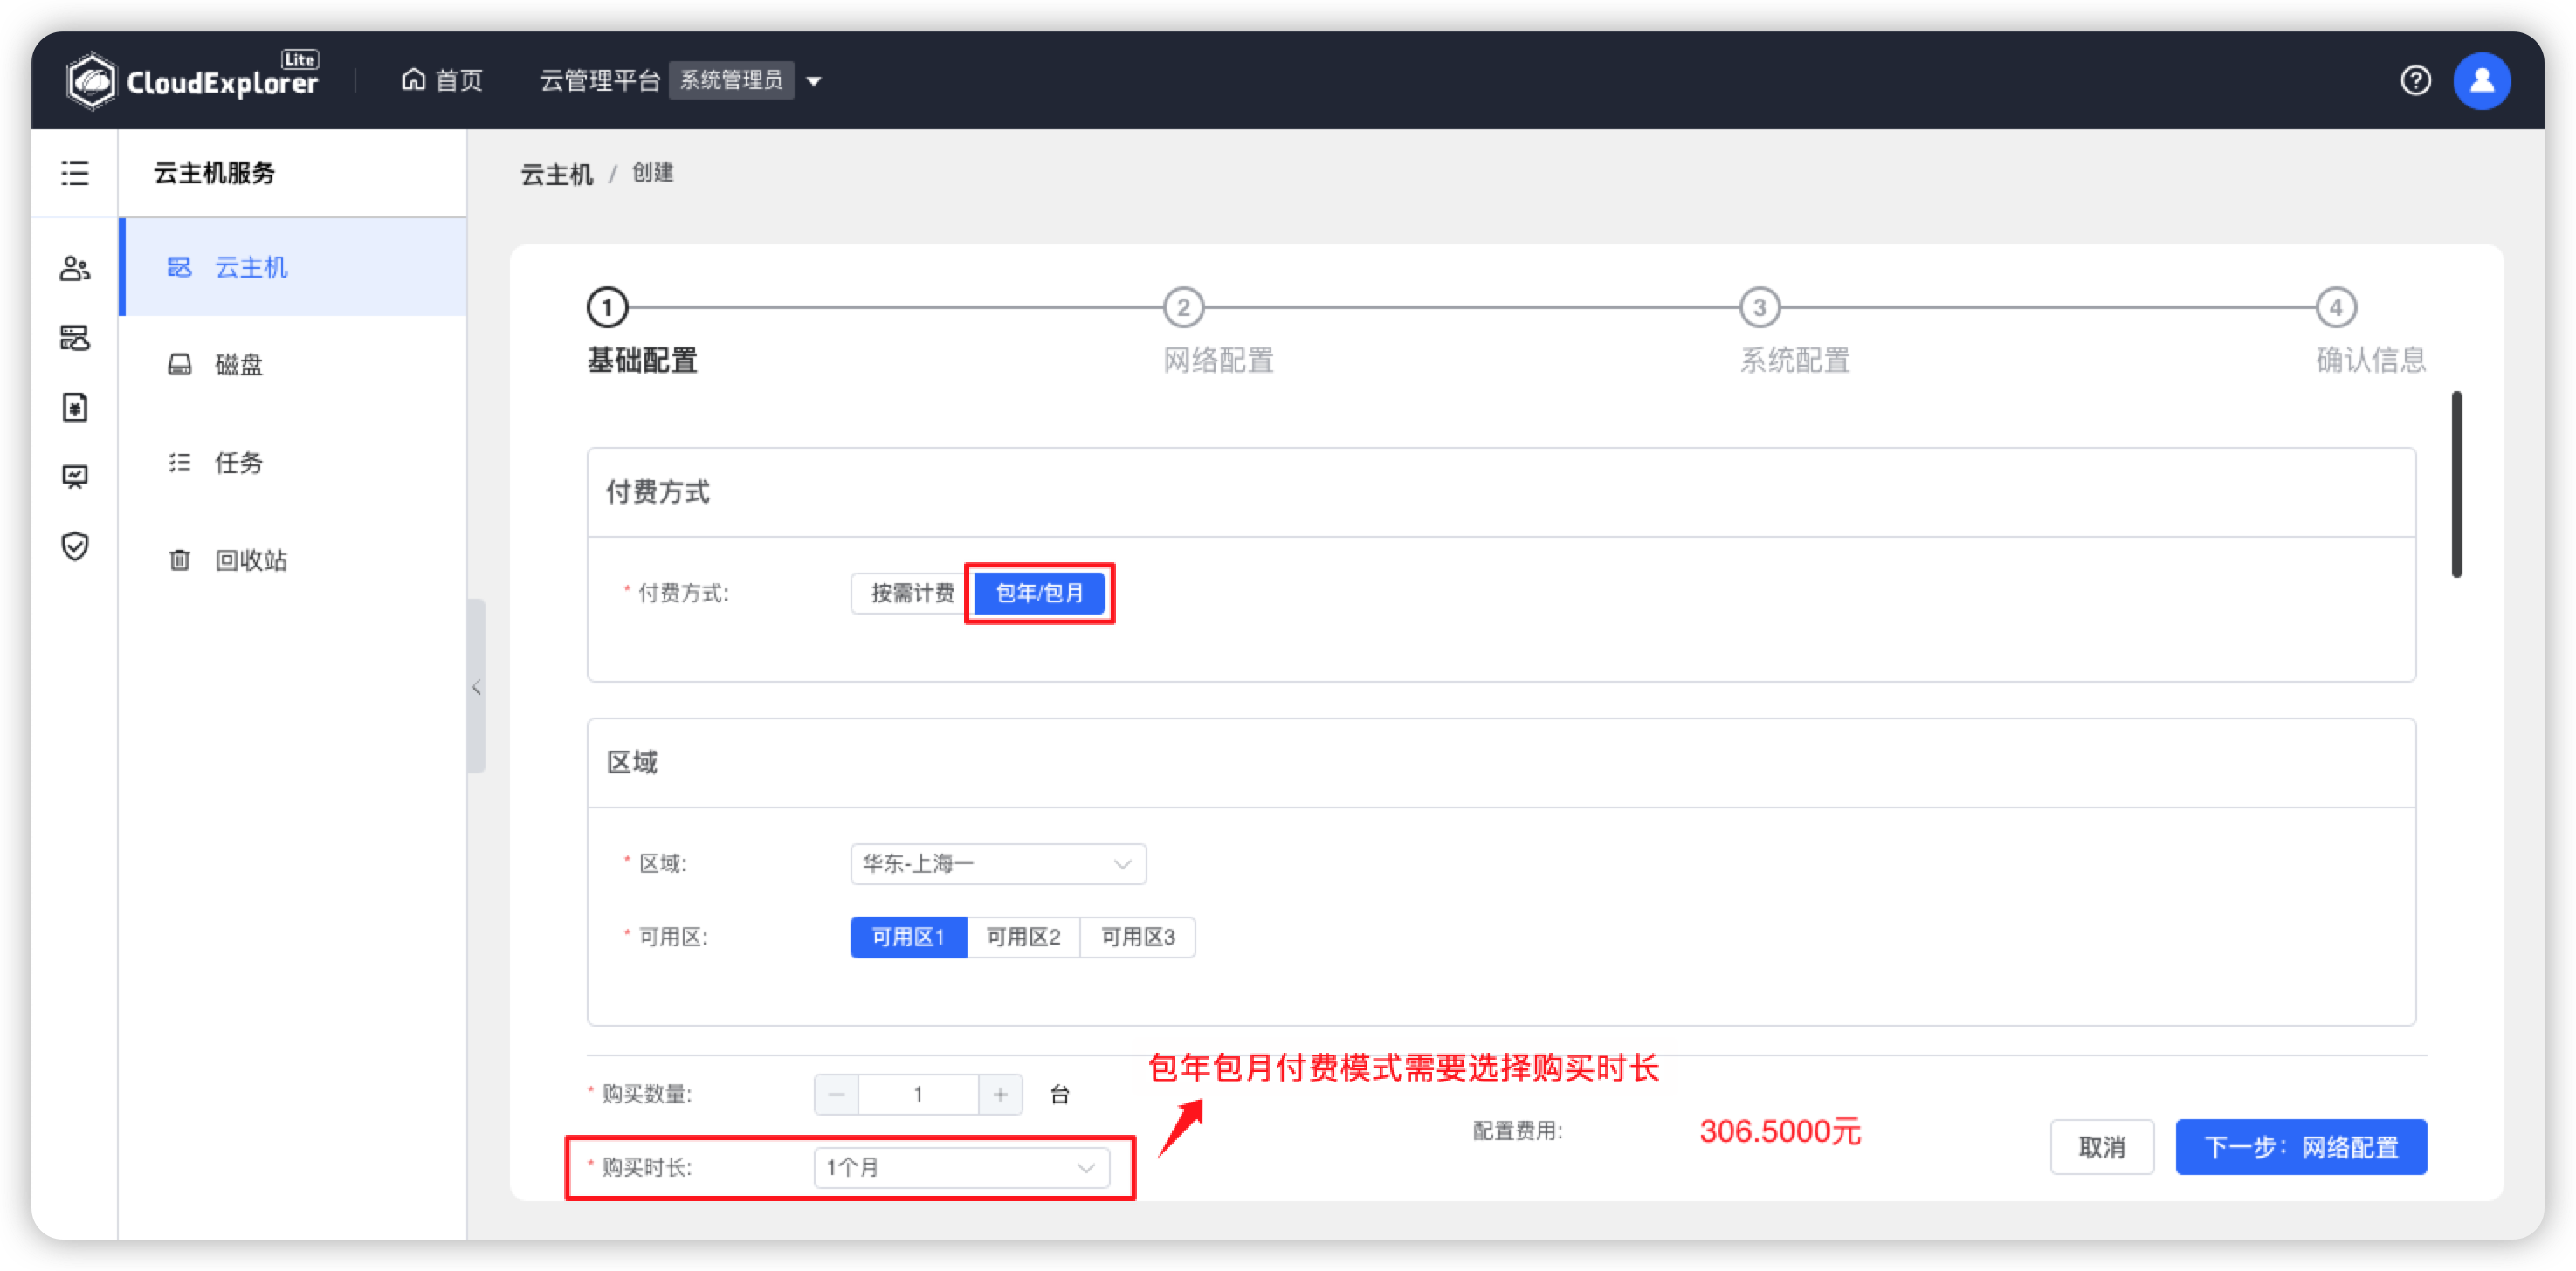 CloudExplorer Lite
首页
云管理平台 系统管理员
云主机服务
云主机
磁盘
任务
回收站
云主机 / 创建
1 2 3 4
基础配置 网络配置 系统配置 确认信息
付费方式
* 付费方式: 按需计费 包年/包月
区域
* 区域: 华东-上海一
* 可用区: 可用区1 可用区2 可用区3
包年包月付费模式需要选择购买时长
* 购买数量: − 1 + 台
* 购买时长: 1个月
配置费用: 306.5000元
取消 下一步：网络配置